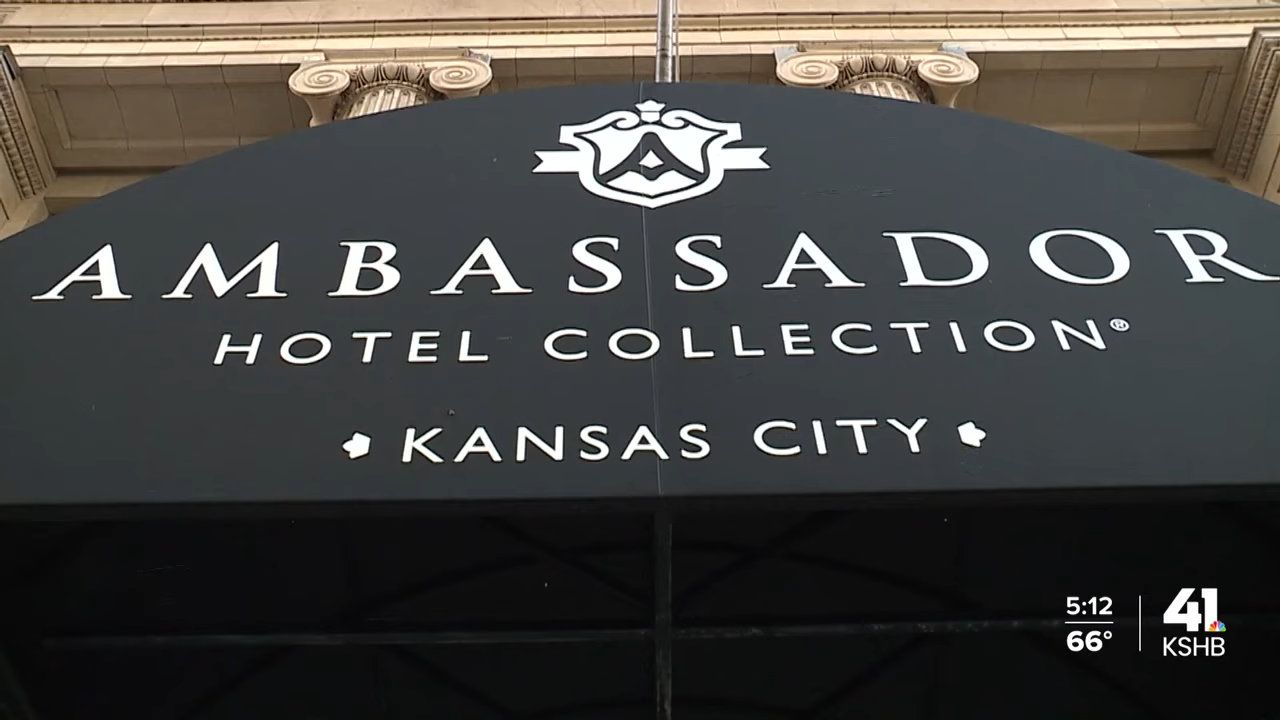 A
AMBASSADOR
HOTEL COLLECTION®
KANSAS CITY
5:12
66°
41
KSHB